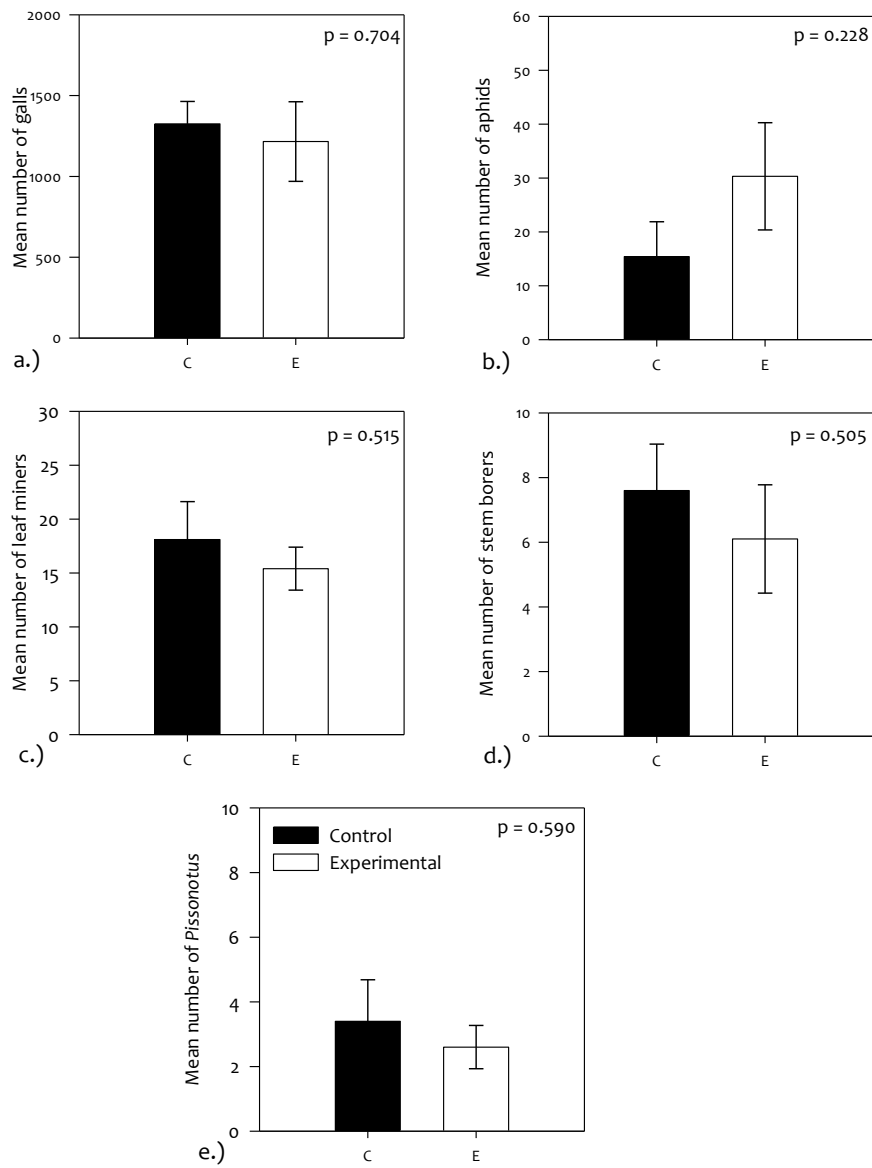 p = 0.704
Mean number of galls
2000
1500
1000
500
0
C E
a.)
p = 0.228
Mean number of aphids
60
50
40
30
20
10
0
C E
b.)
p = 0.515
Mean number of leaf miners
30
25
20
15
10
5
0
C E
c.)
p = 0.505
Mean number of stem borers
10
8
6
4
2
0
C E
d.)
p = 0.590
Control
Experimental
Mean number of Pissonotus
10
8
6
4
2
0
C E
e.)